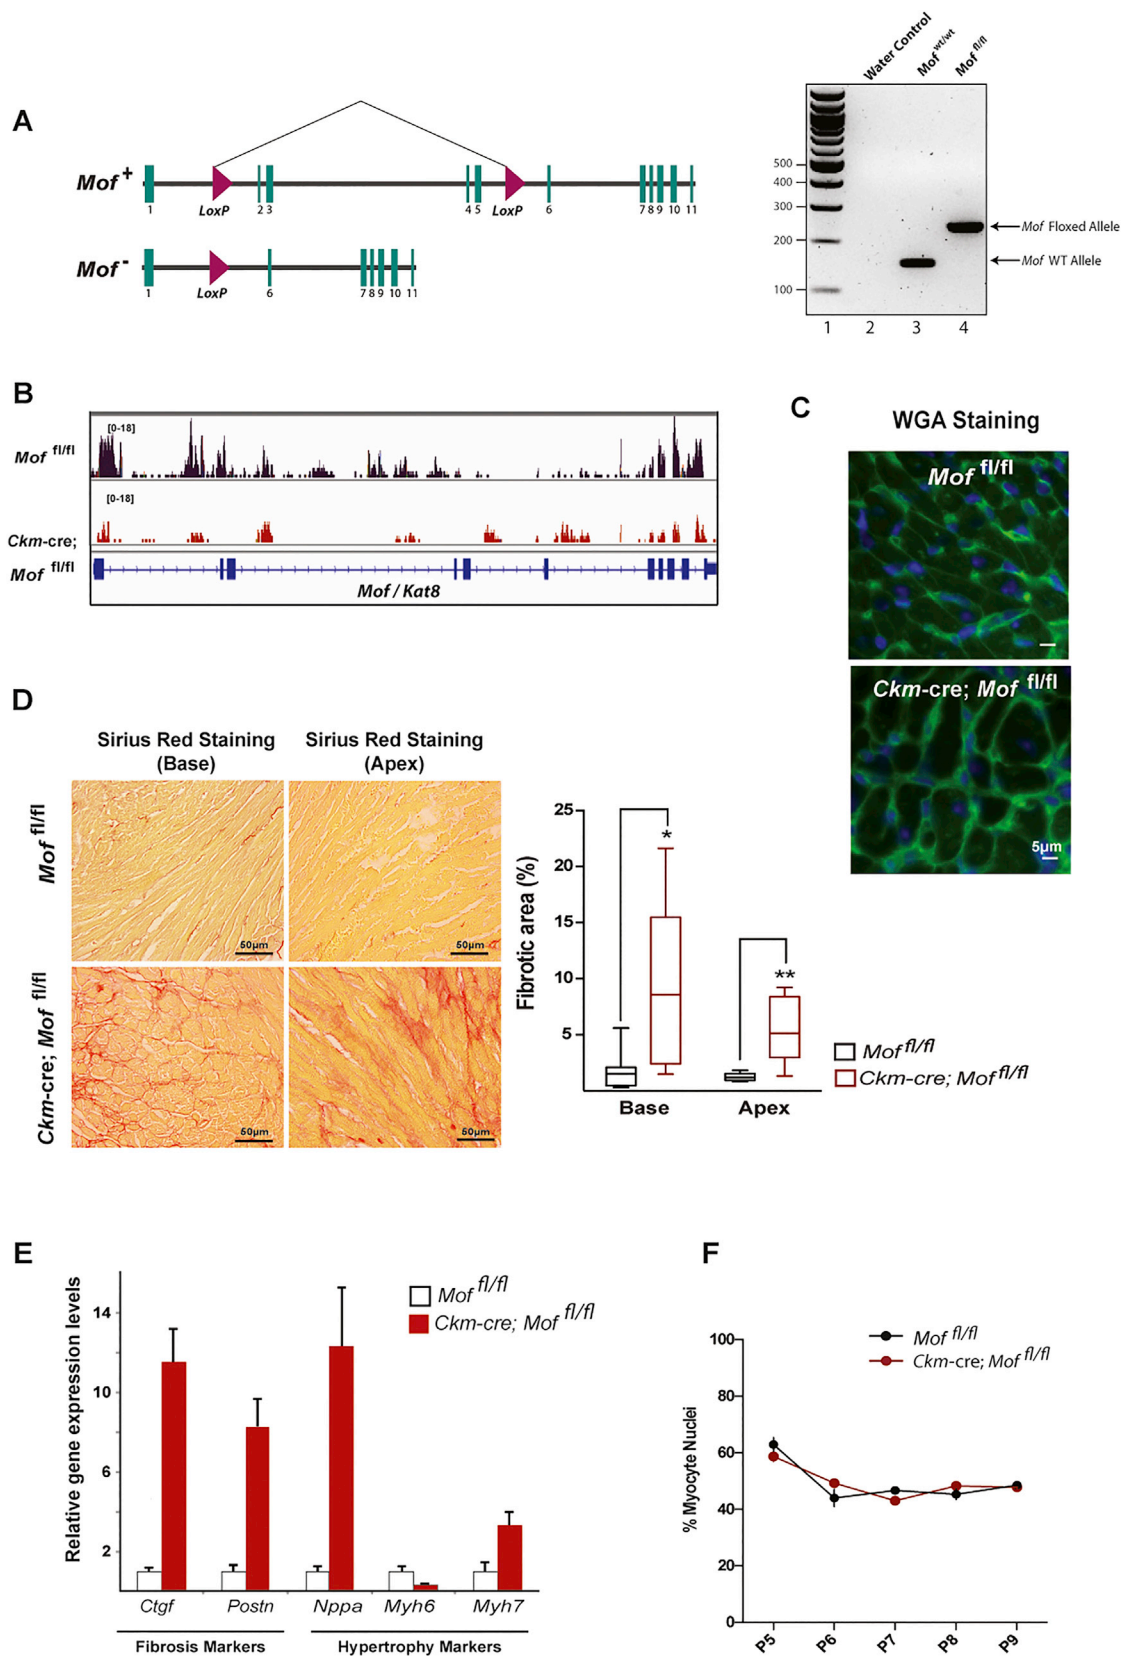 A
Mof +
1 LoxP 2 3 4 5 LoxP 6 7 8 9 10 11
Mof -
1 LoxP 6 7 8 9 10 11
Water Control
Mof wt/wt
Mof fl/fl
500
400
300
200
100
Mof Floxed Allele
Mof WT Allele
1 2 3 4
B
[0-18]
Mof fl/fl
[0-18]
Ckm-cre;
Mof fl/fl
Mof / Kat8
C
WGA Staining
Mof fl/fl
Ckm-cre; Mof fl/fl
5µm
D
Sirius Red Staining
(Base)
Sirius Red Staining
(Apex)
Mof fl/fl
50µm
50µm
Ckm-cre; Mof fl/fl
50µm
50µm
Fibrotic area (%)
25
20
15
10
5
*
**
Base Apex
Mof fl/fl
Ckm-cre; Mof fl/fl
E
Relative gene expression levels
14
10
6
2
Mof fl/fl
Ckm-cre; Mof fl/fl
Ctgf Postn Nppa Myh6 Myh7
Fibrosis Markers Hypertrophy Markers
F
% Myocyte Nuclei
100
80
60
40
20
0
Mof fl/fl
Ckm-cre; Mof fl/fl
P5 P6 P7 P8 P9